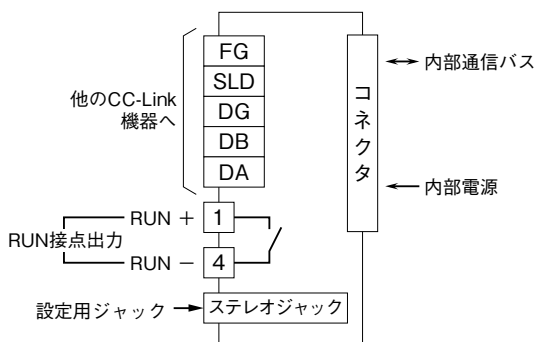 他のCC-Link
機器へ
FG
SLD
DG
DB
DA
コネクタ
内部通信バス
内部電源
RUN接点出力
RUN +
1
RUN −
4
設定用ジャック
ステレオジャック